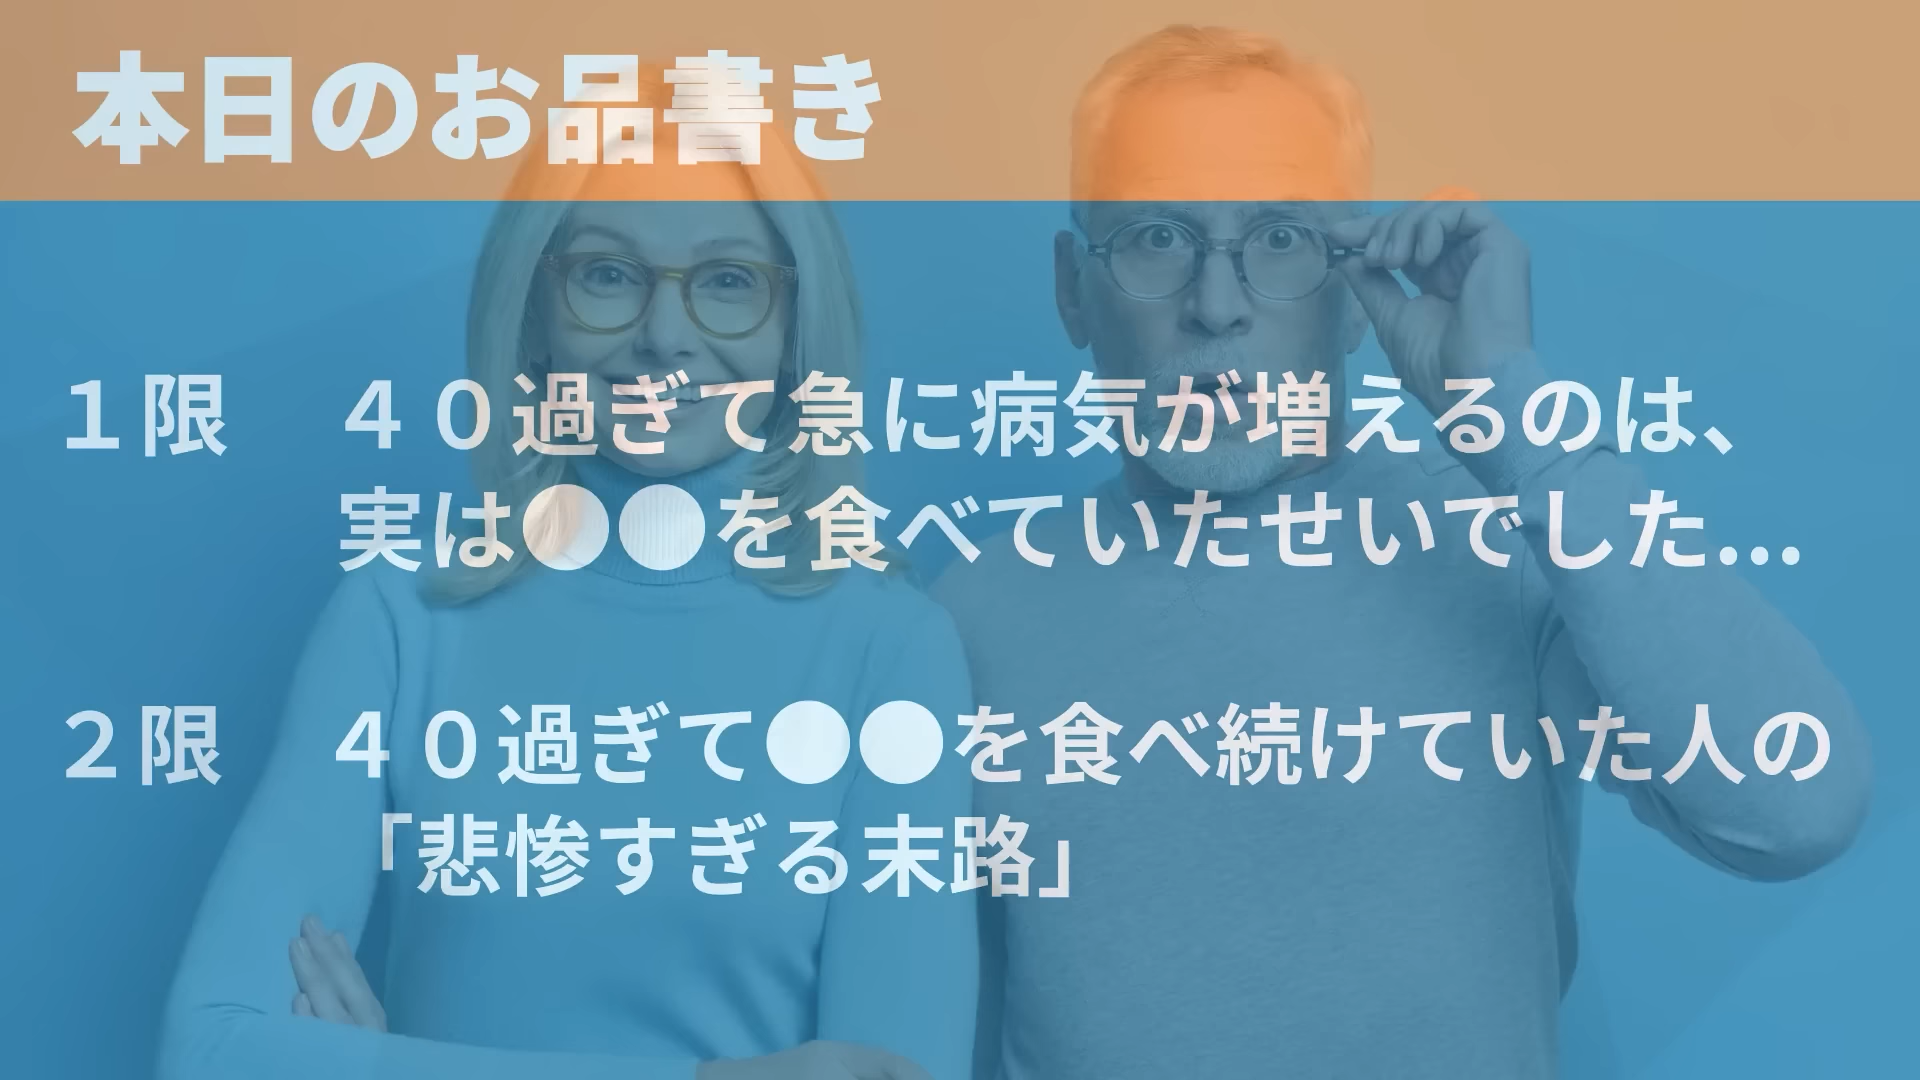 本日のお品書き
１限　４０過ぎて急に病気が増えるのは、
実は●●を食べていたせいでした…
２限　４０過ぎて●●を食べ続けていた人の
「悲惨すぎる末路」